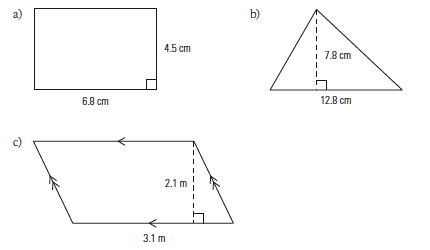 a)
4.5 cm
6.8 cm
b)
7.8 cm
12.8 cm
c)
2.1 m
3.1 m